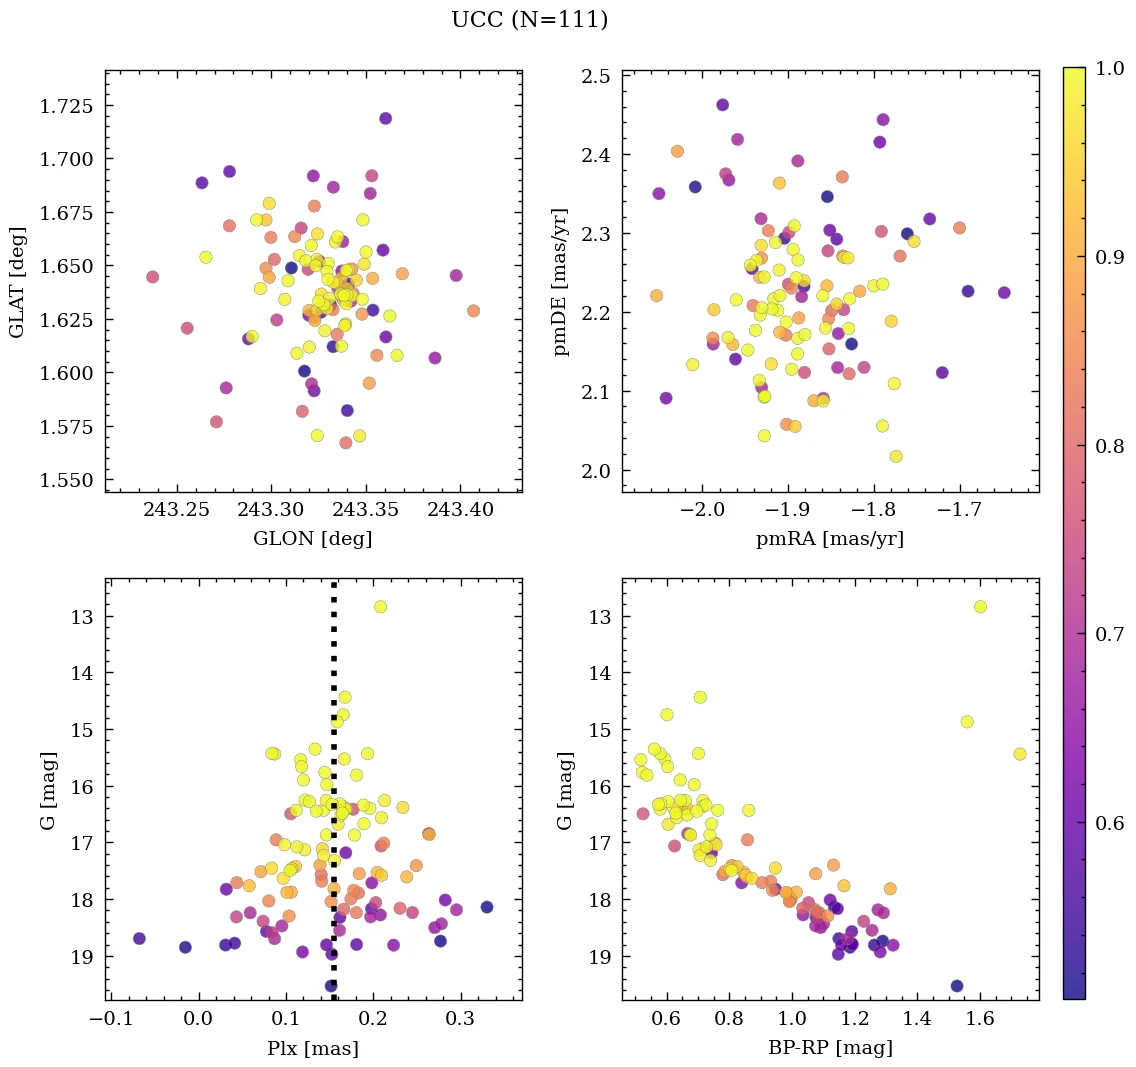 UCC (N=111)
1.725
1.700
1.675
1.650
1.625
1.600
1.575
1.550
GLAT [deg]
243.25 243.30 243.35 243.40
GLON [deg]
2.5
2.4
2.3
2.2
2.1
2.0
pmDE [mas/yr]
−2.0 −1.9 −1.8 −1.7
pmRA [mas/yr]
1.0
0.9
0.8
0.7
0.6
13
14
15
16
17
18
19
G [mag]
−0.1 0.0 0.1 0.2 0.3
Plx [mas]
13
14
15
16
17
18
19
G [mag]
0.6 0.8 1.0 1.2 1.4 1.6
BP-RP [mag]